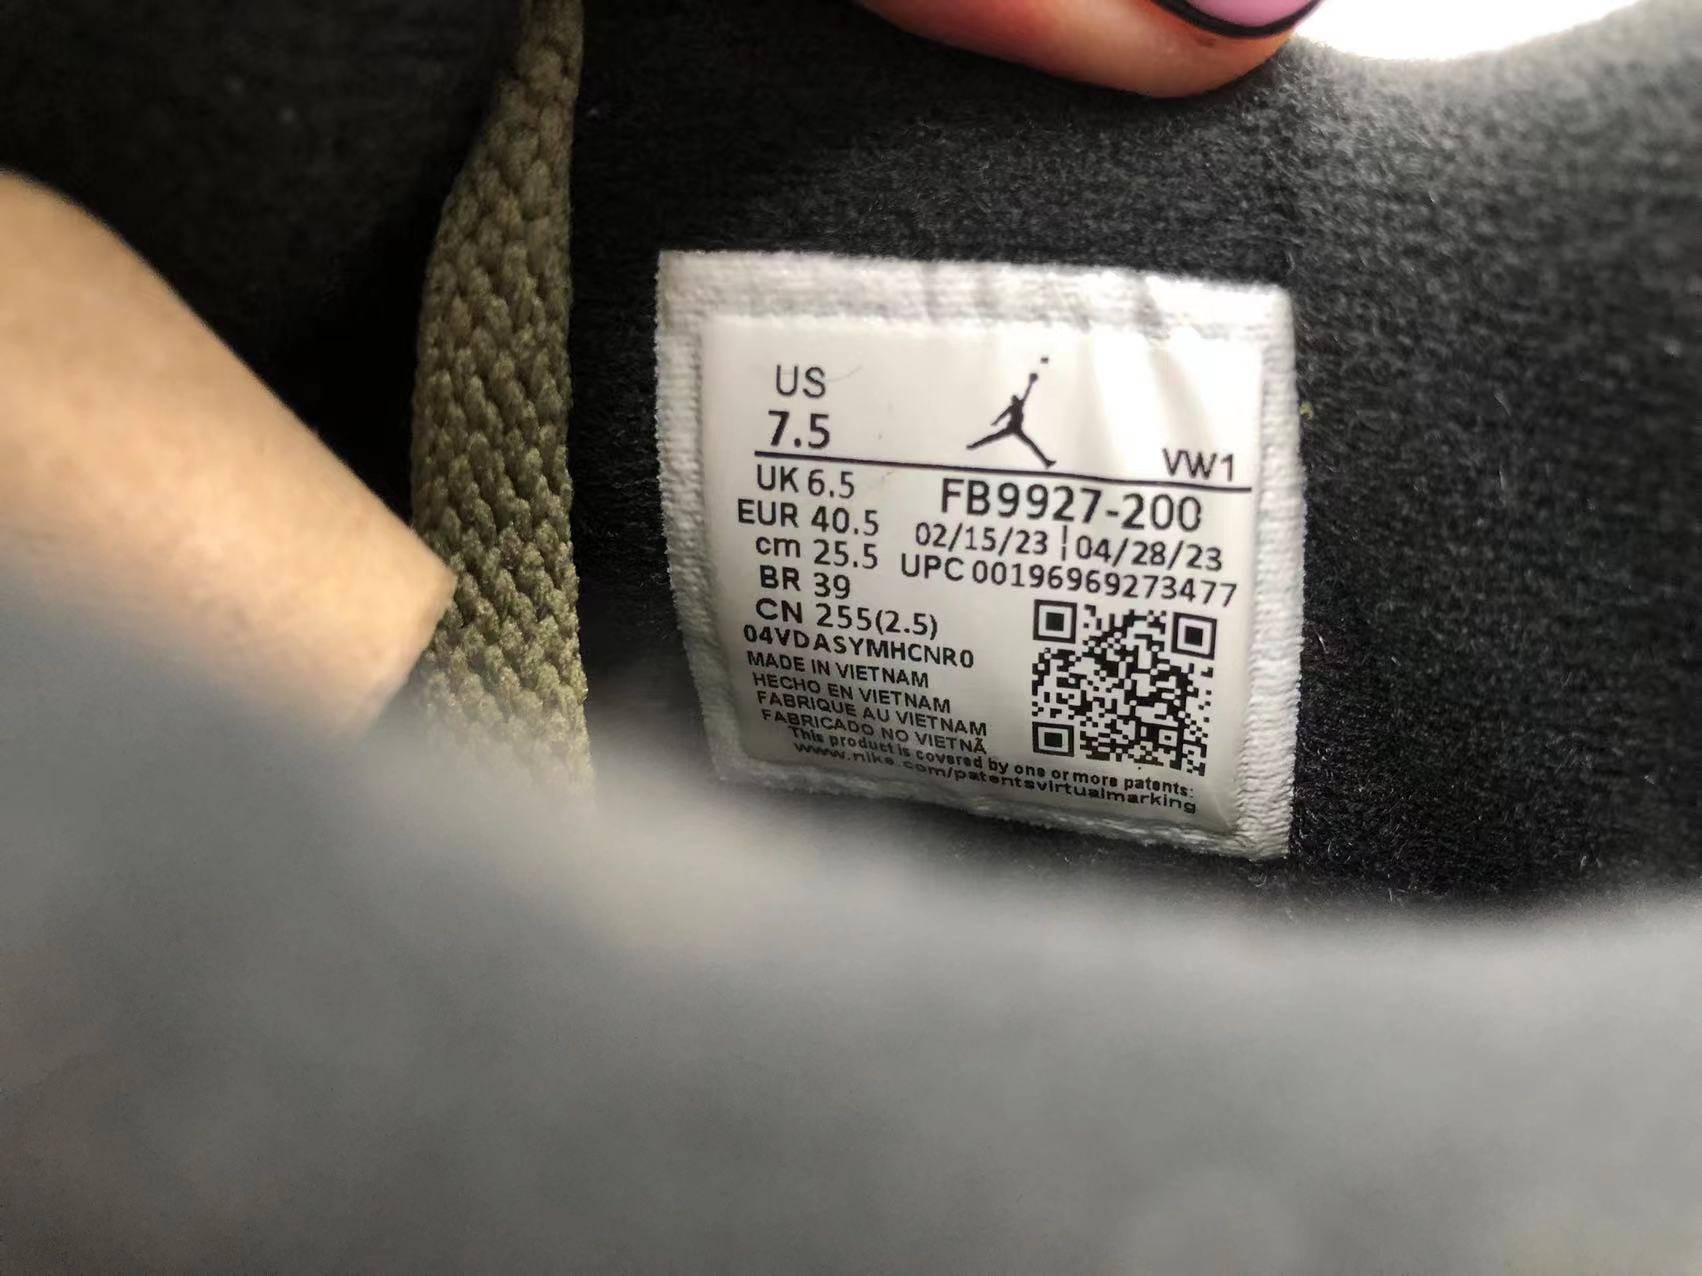 US
7.5
VW1
UK 6.5
FB9927-200
EUR 40.5
02/15/23 | 04/28/23
cm 25.5
UPC 00196969273477
BR 39
CN 255(2.5)
04VDASYMHCNR0
MADE IN VIETNAM
HECHO EN VIETNAM
FABRIQUE AU VIETNAM
FABRICADO NO VIETNÃ
This product is covered by one or more patents:
www.nike.com/patentsvirtualmarking